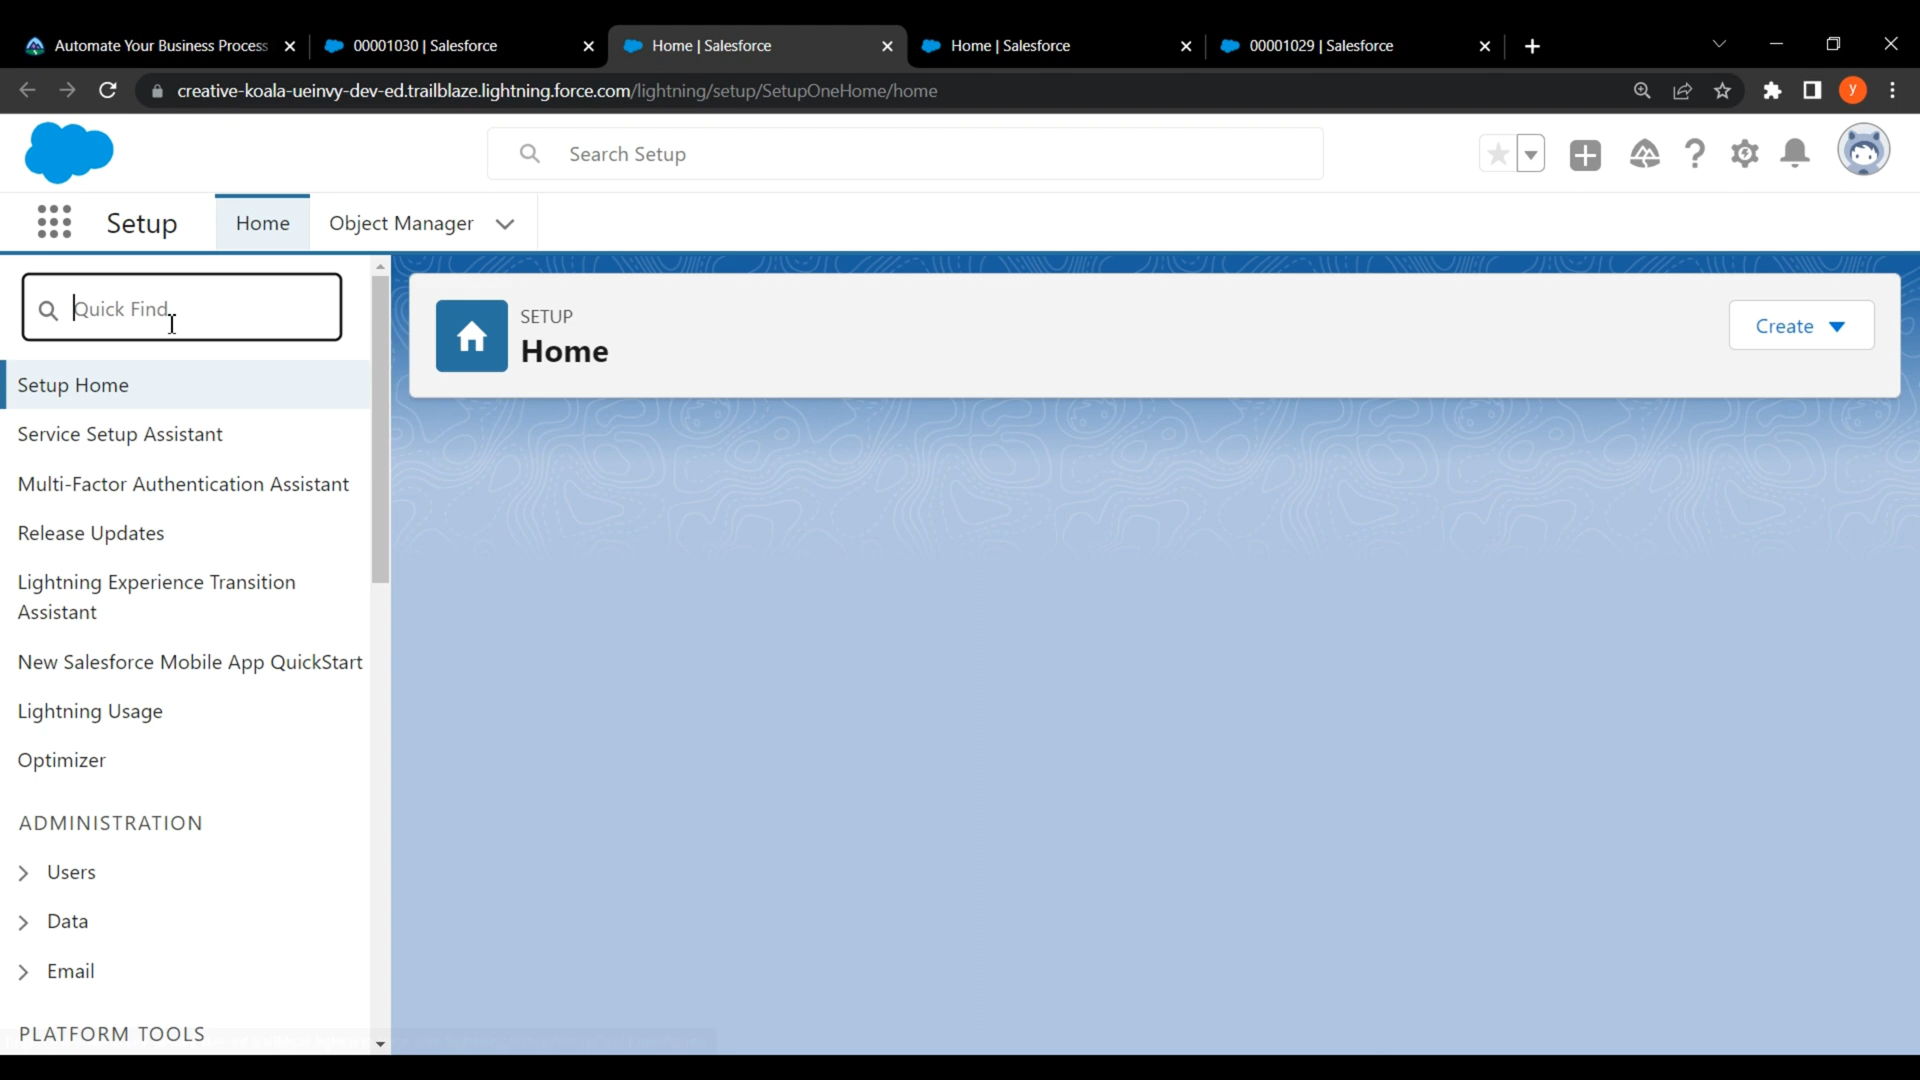 Automate Your Business Process
00001030 | Salesforce
Home | Salesforce
Home | Salesforce
00001029 | Salesforce
creative-koala-ueinvy-dev-ed.trailblaze.lightning.force.com/lightning/setup/SetupOneHome/home
y
Search Setup
Setup
Home
Object Manager
Quick Find
Setup Home
Service Setup Assistant
Multi-Factor Authentication Assistant
Release Updates
Lightning Experience Transition
Assistant
New Salesforce Mobile App QuickStart
Lightning Usage
Optimizer
ADMINISTRATION
Users
Data
Email
PLATFORM TOOLS
SETUP
Home
Create